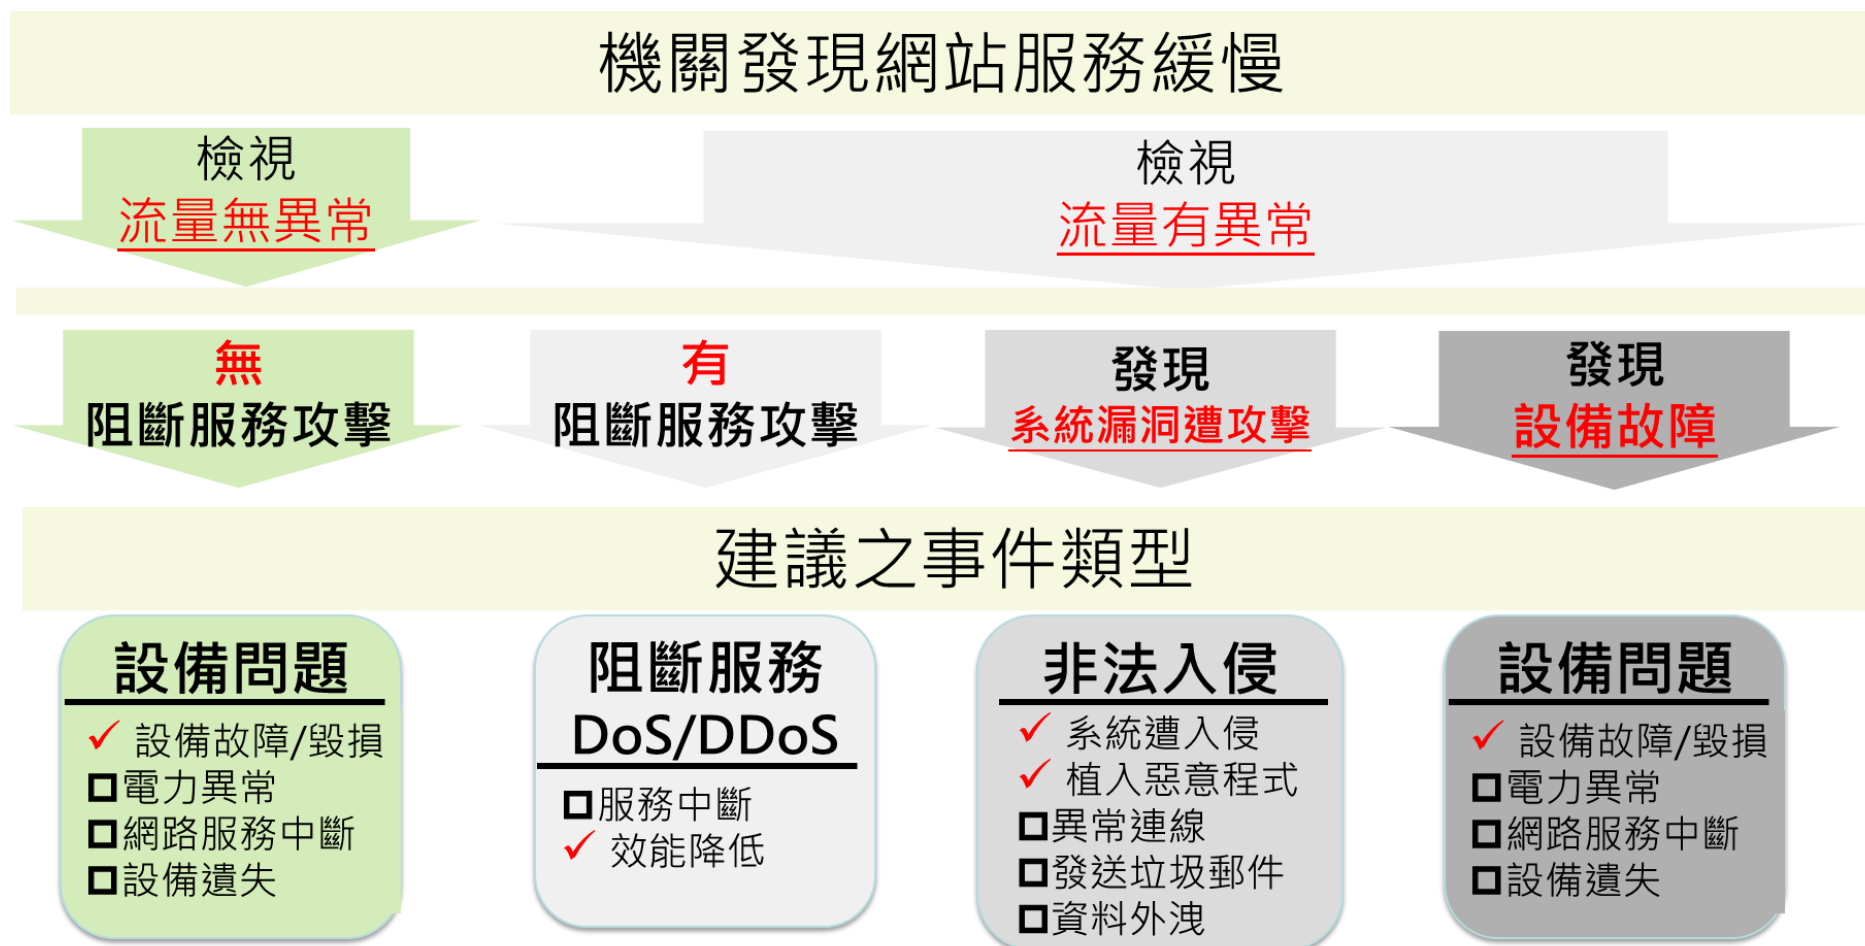 機關發現網站服務緩慢
檢視
流量無異常
檢視
流量有異常
無
阻斷服務攻擊
有
阻斷服務攻擊
發現
系統漏洞遭攻擊
發現
設備故障
建議之事件類型
設備問題
✓ 設備故障/毀損
□電力異常
□網路服務中斷
□設備遺失
阻斷服務
DoS/DDoS
□服務中斷
✓ 效能降低
非法入侵
✓ 系統遭入侵
✓ 植入惡意程式
□異常連線
□發送垃圾郵件
□資料外洩
設備問題
✓ 設備故障/毀損
□電力異常
□網路服務中斷
□設備遺失